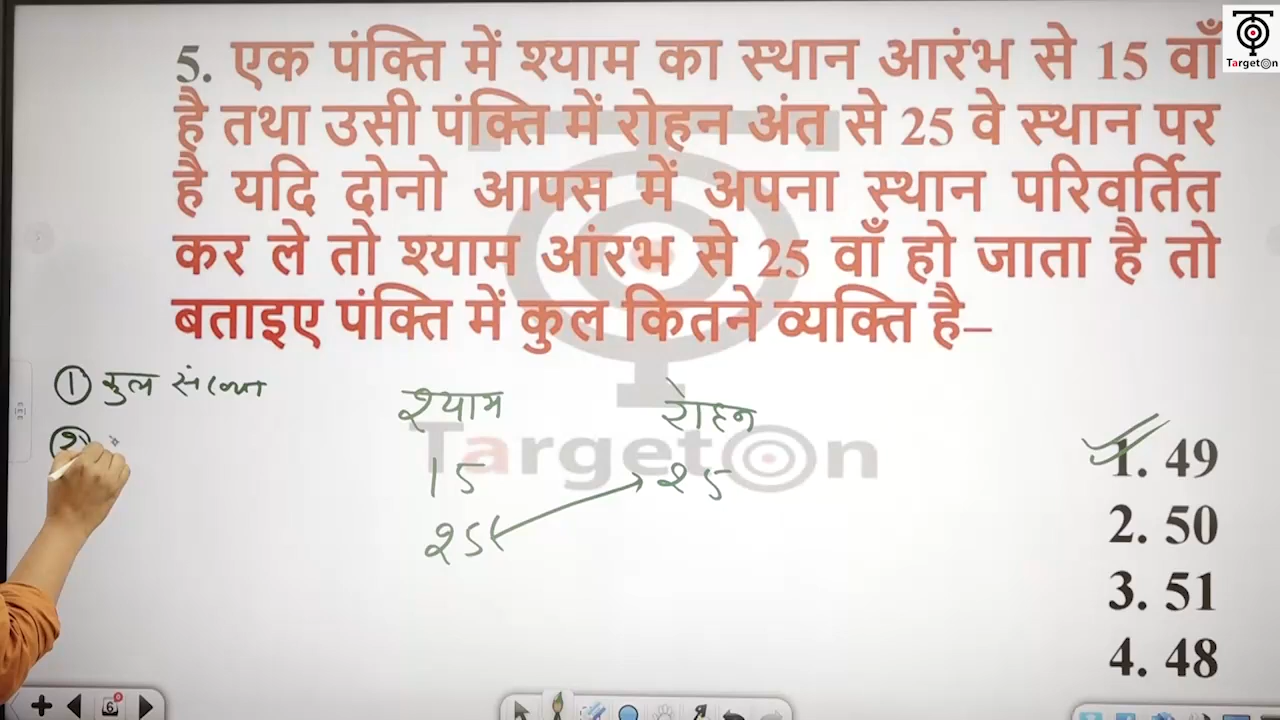 TargetOn
5. एक पंक्ति में श्याम का स्थान आरंभ से 15 वाँ
है तथा उसी पंक्ति में रोहन अंत से 25 वे स्थान पर
है यदि दोनो आपस में अपना स्थान परिवर्तित
कर ले तो श्याम आंरभ से 25 वाँ हो जाता है तो
बताइए पंक्ति में कुल कितने व्यक्ति है–
① कुल
श्याम रोहन
TargetOn
15 25
25
1. 49
2. 50
3. 51
4. 48